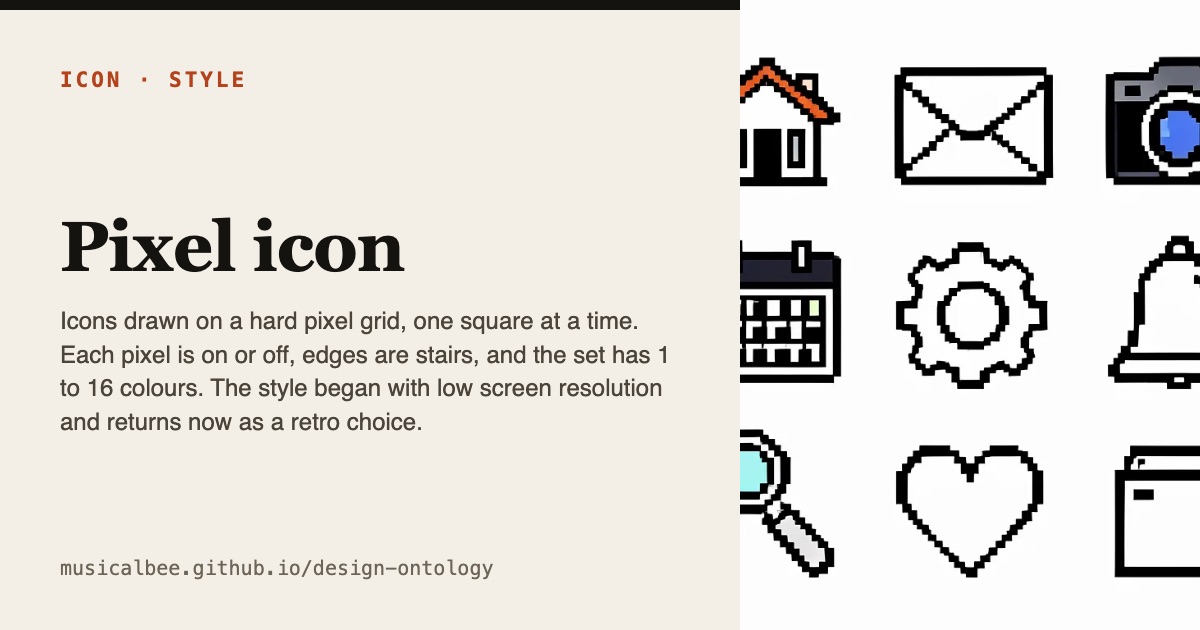 ICON · STYLE
Pixel icon
Icons drawn on a hard pixel grid, one square at a time.
Each pixel is on or off, edges are stairs, and the set has 1
to 16 colours. The style began with low screen resolution
and returns now as a retro choice.
musicalbee.github.io/design-ontology